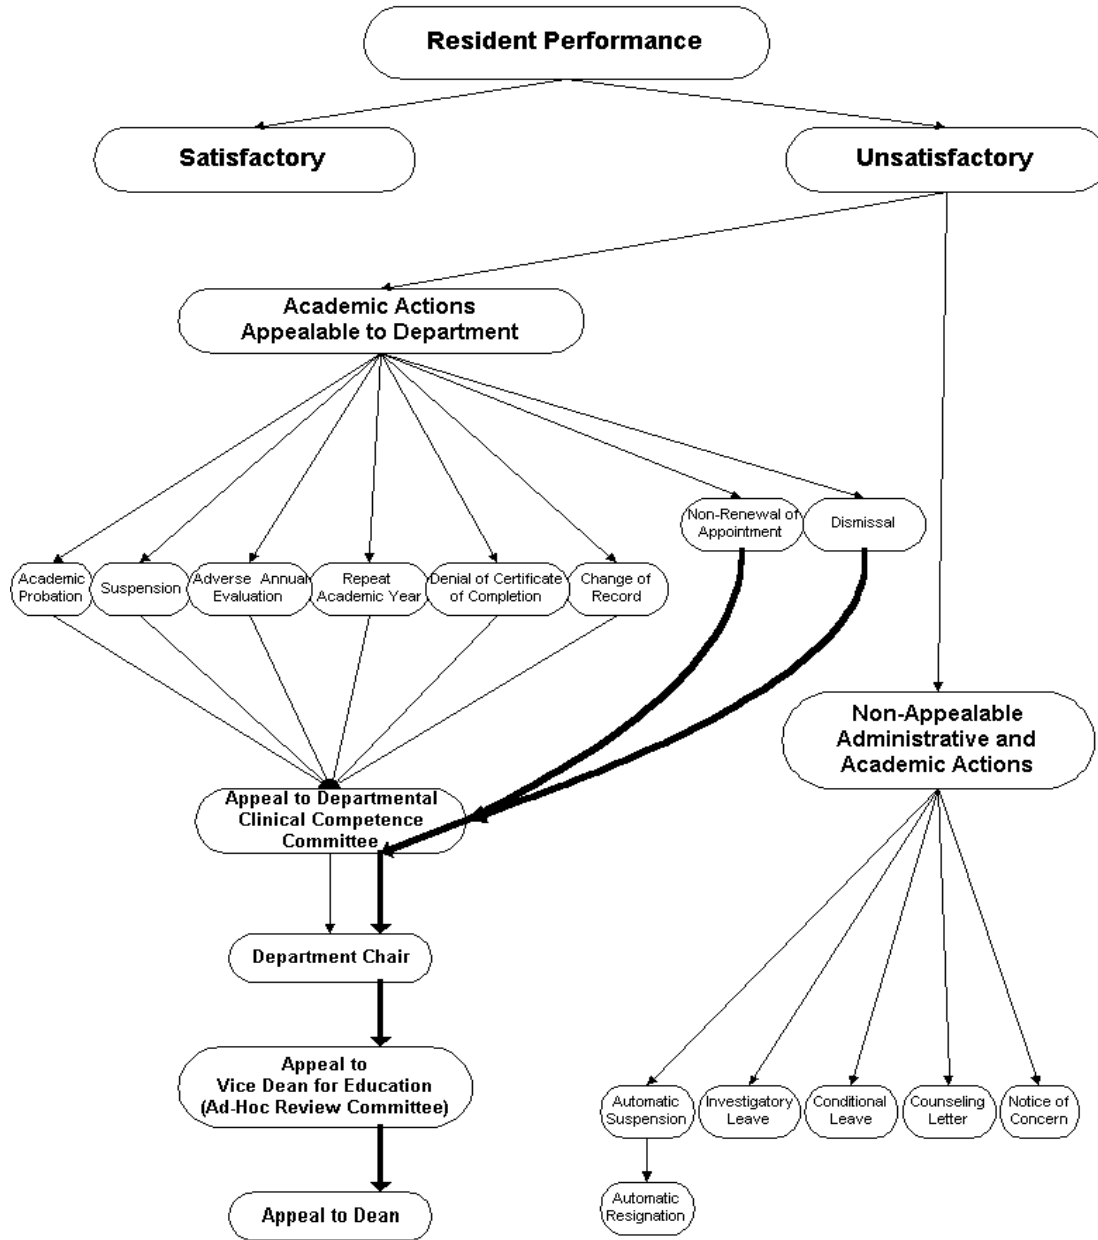 Resident Performance
Satisfactory
Unsatisfactory
Academic Actions
Appealable to Department
Non-Renewal of
Appointment
Dismissal
Academic
Probation
Suspension
Adverse Annual
Evaluation
Repeat
Academic Year
Denial of Certificate
of Completion
Change of
Record
Non-Appealable
Administrative and
Academic Actions
Appeal to Departmental
Clinical Competence
Committee
Department Chair
Appeal to
Vice Dean for Education
(Ad-Hoc Review Committee)
Automatic
Suspension
Investigatory
Leave
Conditional
Leave
Counseling
Letter
Notice of
Concern
Automatic
Resignation
Appeal to Dean